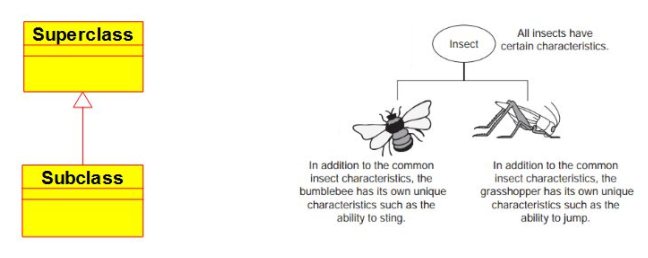 Superclass
Subclass
Insect
All insects have
certain characteristics.
In addition to the common
insect characteristics, the
bumblebee has its own unique
characteristics such as the
ability to sting.
In addition to the common
insect characteristics, the
grasshopper has its own unique
characteristics such as the
ability to jump.